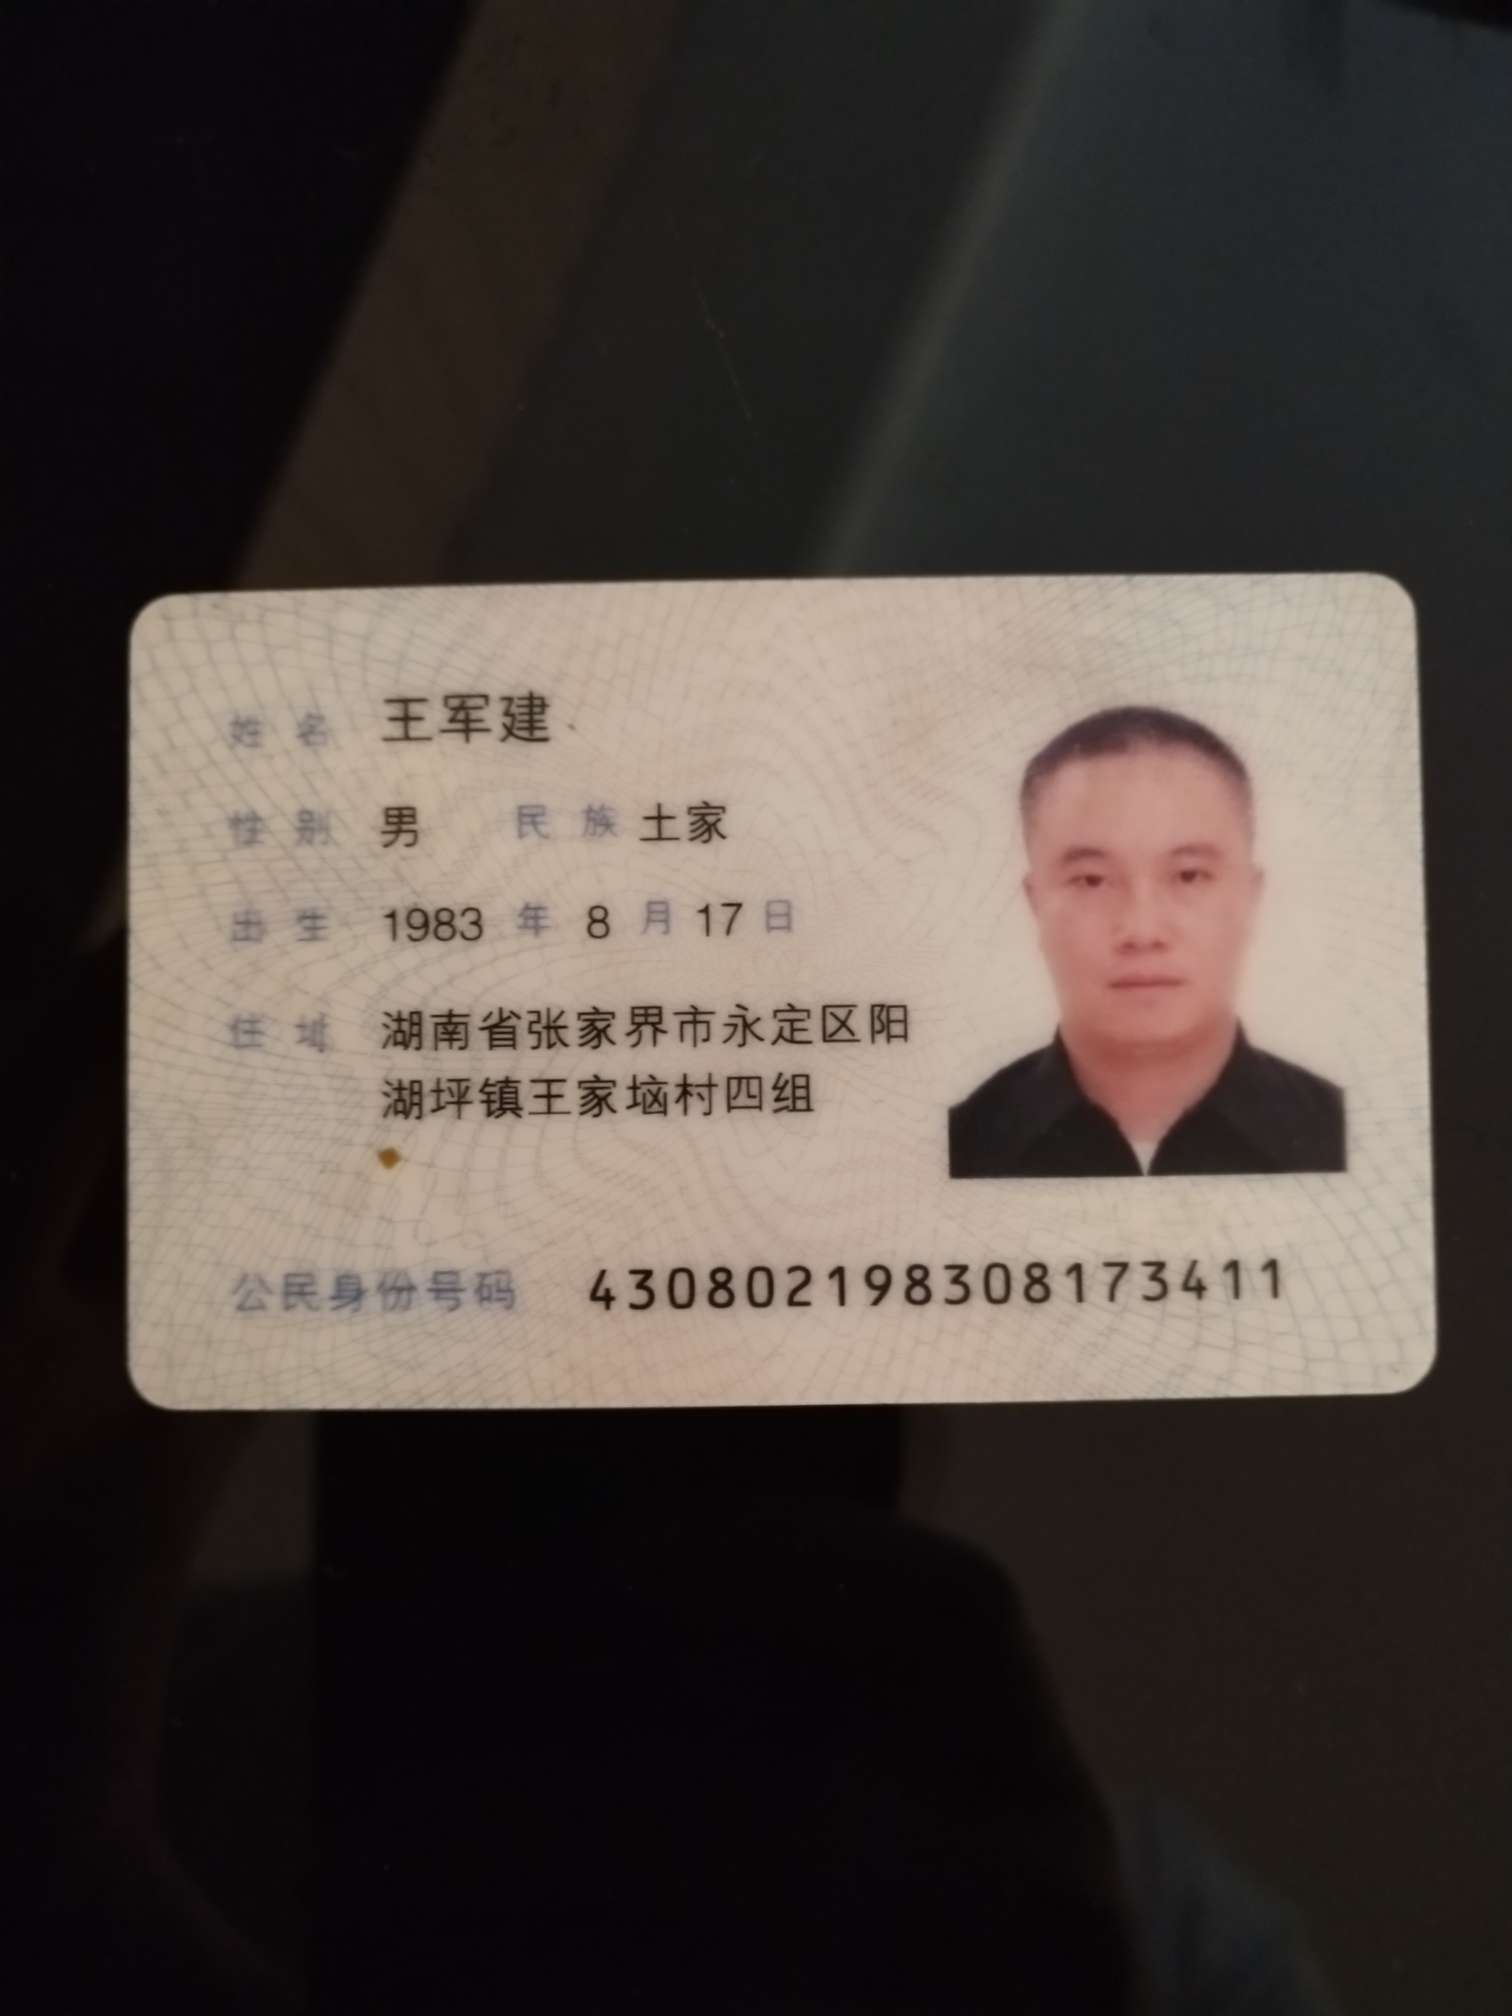 姓名 王军建
性别 男 民族 土家
出生 1983 年 8 月 17 日
住址 湖南省张家界市永定区阳
湖坪镇王家垴村四组
公民身份号码 430802198308173411